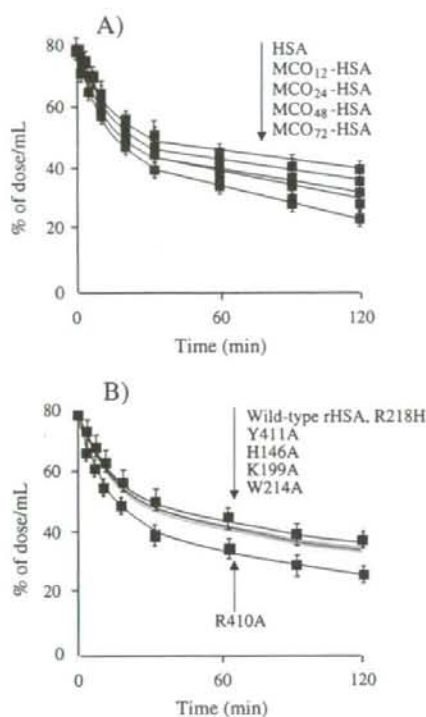 A)
80
60
40
20
0
% of dose/mL
HSA
MCO12-HSA
MCO24-HSA
MCO48-HSA
MCO72-HSA
0 60 120
Time (min)
B)
80
60
40
20
0
% of dose/mL
Wild-type rHSA, R218H
Y411A
H146A
K199A
W214A
R410A
0 60 120
Time (min)